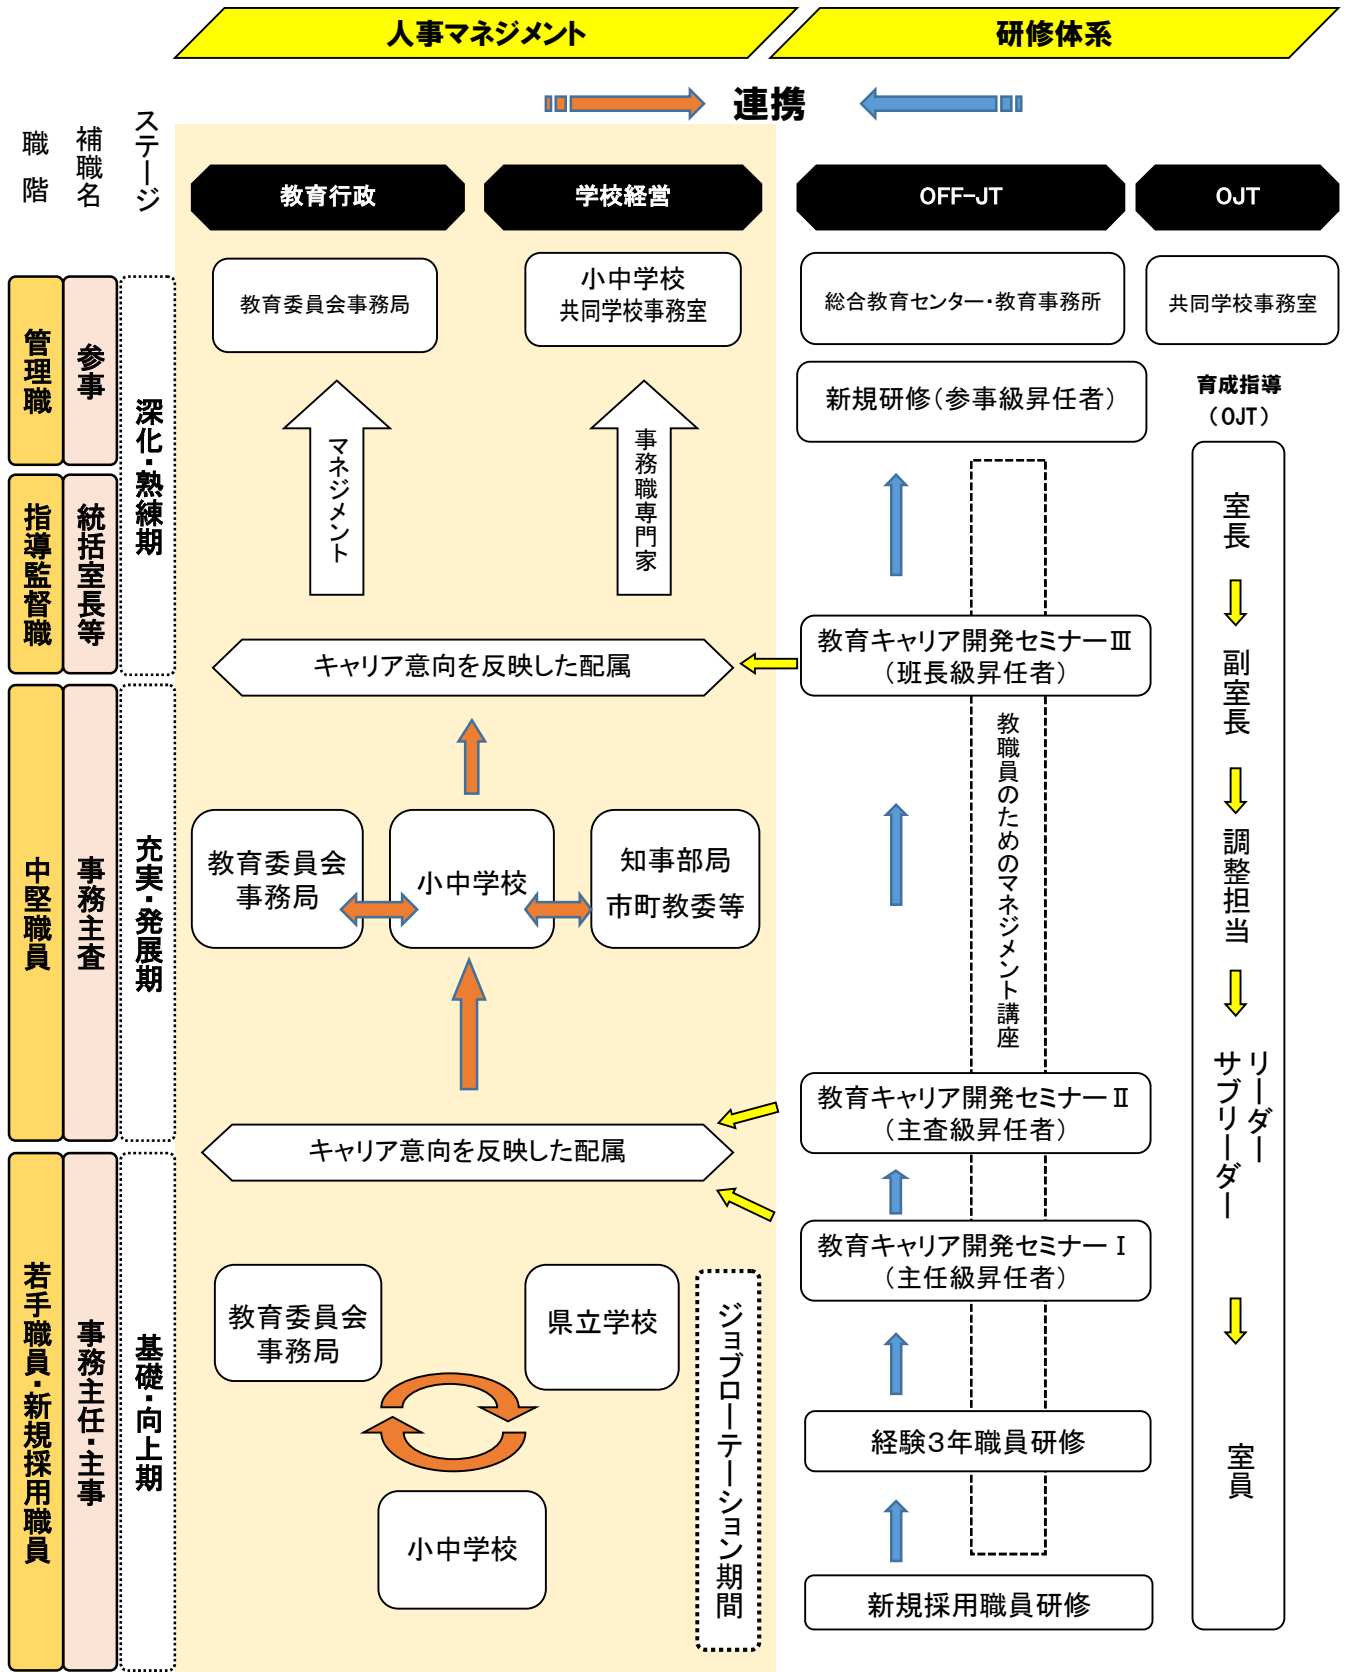 人事マネジメント
研修体系
連携
職階
補職名
ステージ
教育行政
学校経営
OFF-JT
OJT
教育委員会事務局
小中学校
共同学校事務室
総合教育センター・教育事務所
共同学校事務室
管理職
参事
深化・熟練期
マネジメント
事務職専門家
新規研修（参事級昇任者）
育成指導
（OJT）
室長
指導監督職
統括室長等
キャリア意向を反映した配属
教育キャリア開発セミナーⅢ
（班長級昇任者）
副室長
教職員のためのマネジメント講座
中堅職員
事務主査
充実・発展期
教育委員会
事務局
小中学校
知事部局
市町教委等
調整担当
キャリア意向を反映した配属
教育キャリア開発セミナーⅡ
（主査級昇任者）
リーダー
サブリーダー
教育キャリア開発セミナーⅠ
（主任級昇任者）
若手職員・新規採用職員
事務主任・主事
基礎・向上期
教育委員会
事務局
県立学校
小中学校
ジョブローテーション期間
経験３年職員研修
室員
新規採用職員研修